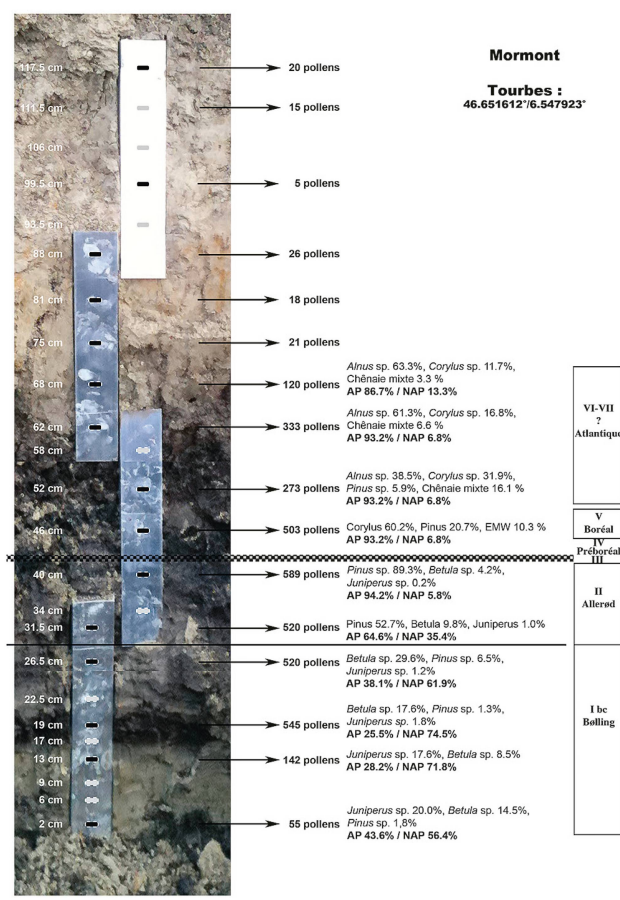 Mormont
Tourbes :
46.651612°/6.547923°
117.5 cm
20 pollens
111.5 cm
15 pollens
106 cm
99.5 cm
5 pollens
93.5 cm
88 cm
26 pollens
81 cm
18 pollens
75 cm
21 pollens
68 cm
120 pollens
Alnus sp. 63.3%, Corylus sp. 11.7%,
Chênaie mixte 3.3 %
AP 86.7% / NAP 13.3%
62 cm
333 pollens
Alnus sp. 61.3%, Corylus sp. 16.8%,
Chênaie mixte 6.6 %
AP 93.2% / NAP 6.8%
58 cm
VI-VII
?
Atlantique
52 cm
273 pollens
Alnus sp. 38.5%, Corylus sp. 31.9%,
Pinus sp. 5.9%, Chênaie mixte 16.1 %
AP 93.2% / NAP 6.8%
46 cm
503 pollens
Corylus 60.2%, Pinus 20.7%, EMW 10.3 %
AP 93.2% / NAP 6.8%
V
Boréal
IV
Préboréal
III
40 cm
589 pollens
Pinus 89.3%, Betula sp. 4.2%,
Juniperus sp. 0.2%
AP 94.2% / NAP 5.8%
34 cm
31.5 cm
520 pollens
Pinus 52.7%, Betula 9.8%, Juniperus 1.0%
AP 64.6% / NAP 35.4%
II
Allerød
26.5 cm
520 pollens
Betula sp. 29.6%, Pinus sp. 6.5%,
Juniperus sp. 1.2%
AP 38.1% / NAP 61.9%
22.5 cm
19 cm
545 pollens
Betula sp. 17.6%, Pinus sp. 1.3%,
Juniperus sp. 1.8%
AP 25.5% / NAP 74.5%
17 cm
13 cm
142 pollens
Juniperus sp. 17.6%, Betula sp. 8.5%
AP 28.2% / NAP 71.8%
9 cm
6 cm
2 cm
55 pollens
Juniperus sp. 20.0%, Betula sp. 14.5%,
Pinus sp. 1,8%
AP 43.6% / NAP 56.4%
I bc
Bølling